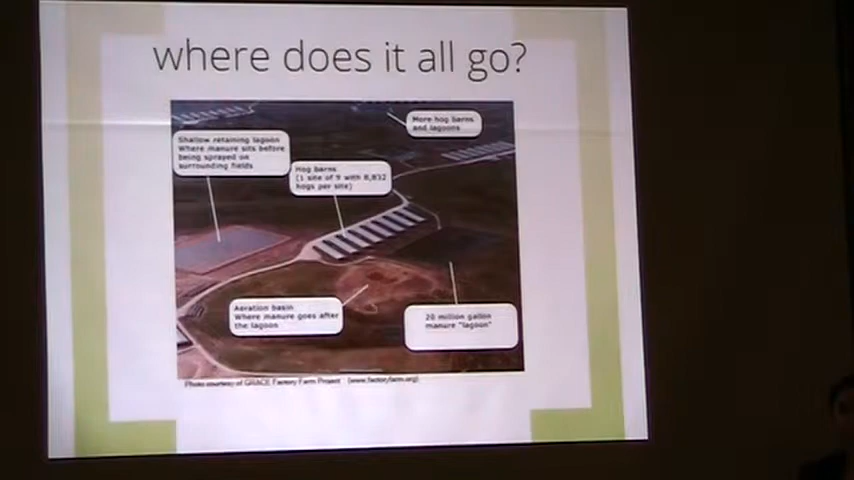 where does it all go?
More hog barns
and lagoons
Shallow retaining lagoon
Where manure sits before
being sprayed on
surrounding fields
Hog barns
(1 site of 9 with 8,832
hogs per site)
Aeration basin
Where manure goes after
the lagoon
20 million gallon
manure "lagoon"
Photo courtesy of GRACE Factory Farm Project (www.factoryfarm.org)